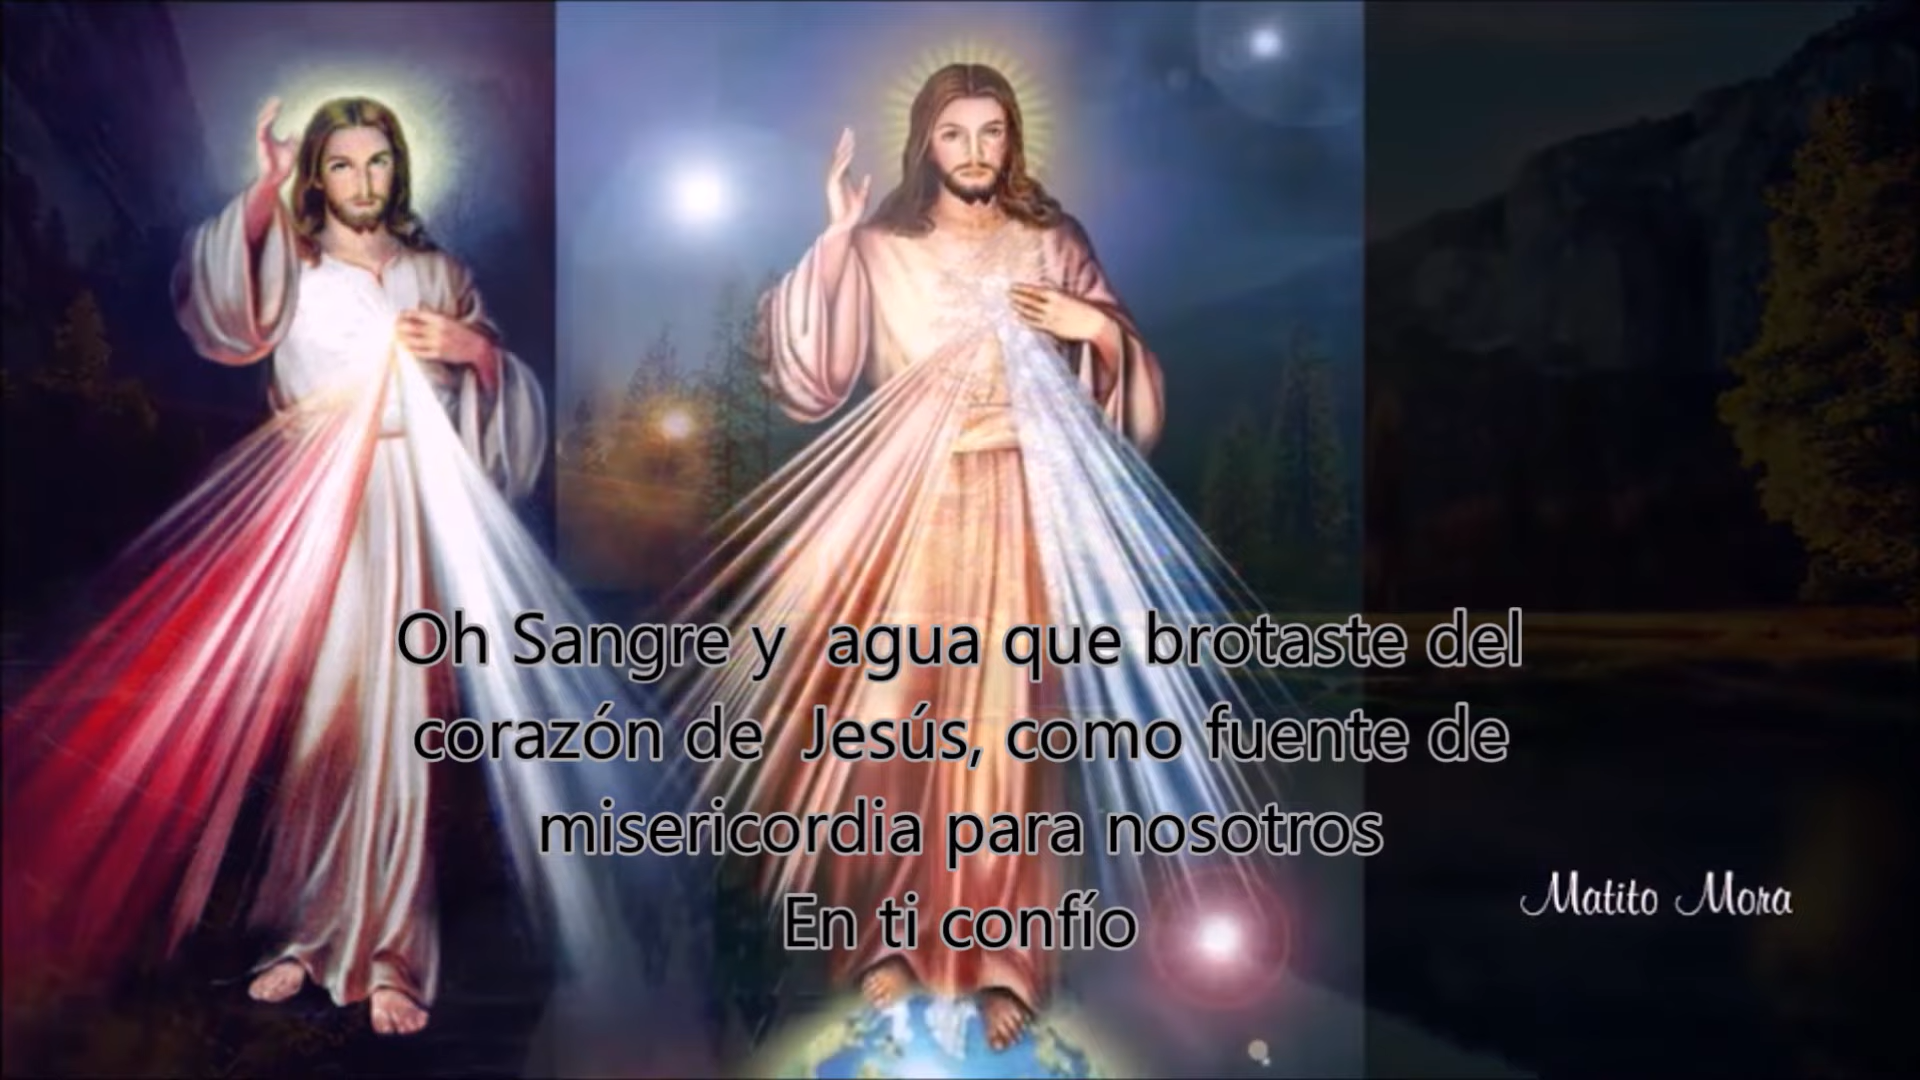 Oh Sangre y  agua que brotaste del
corazón de  Jesús, como fuente de
misericordia para nosotros
En ti confío
Matito Mora